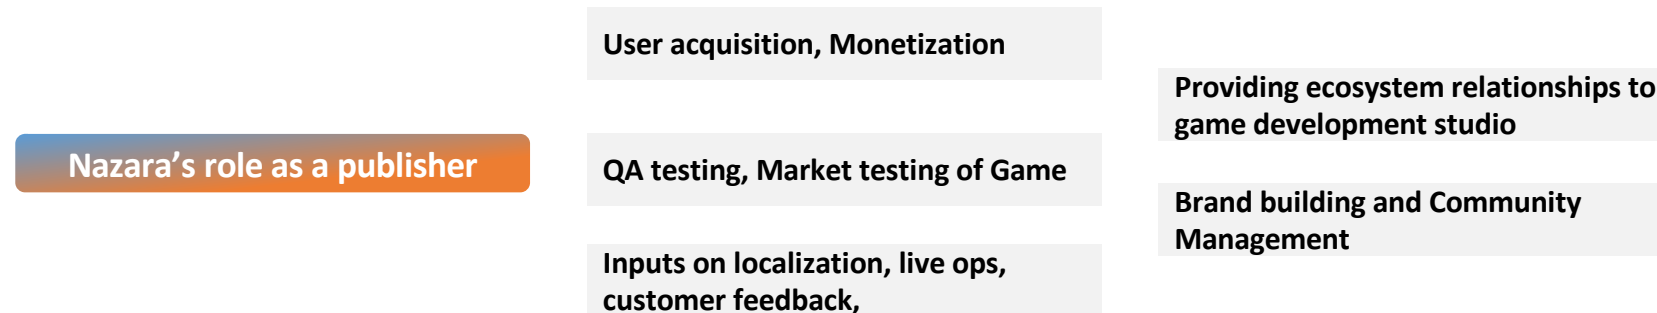 Nazara’s role as a publisher
User acquisition, Monetization
QA testing, Market testing of Game
Inputs on localization, live ops,
customer feedback,
Providing ecosystem relationships to
game development studio
Brand building and Community
Management